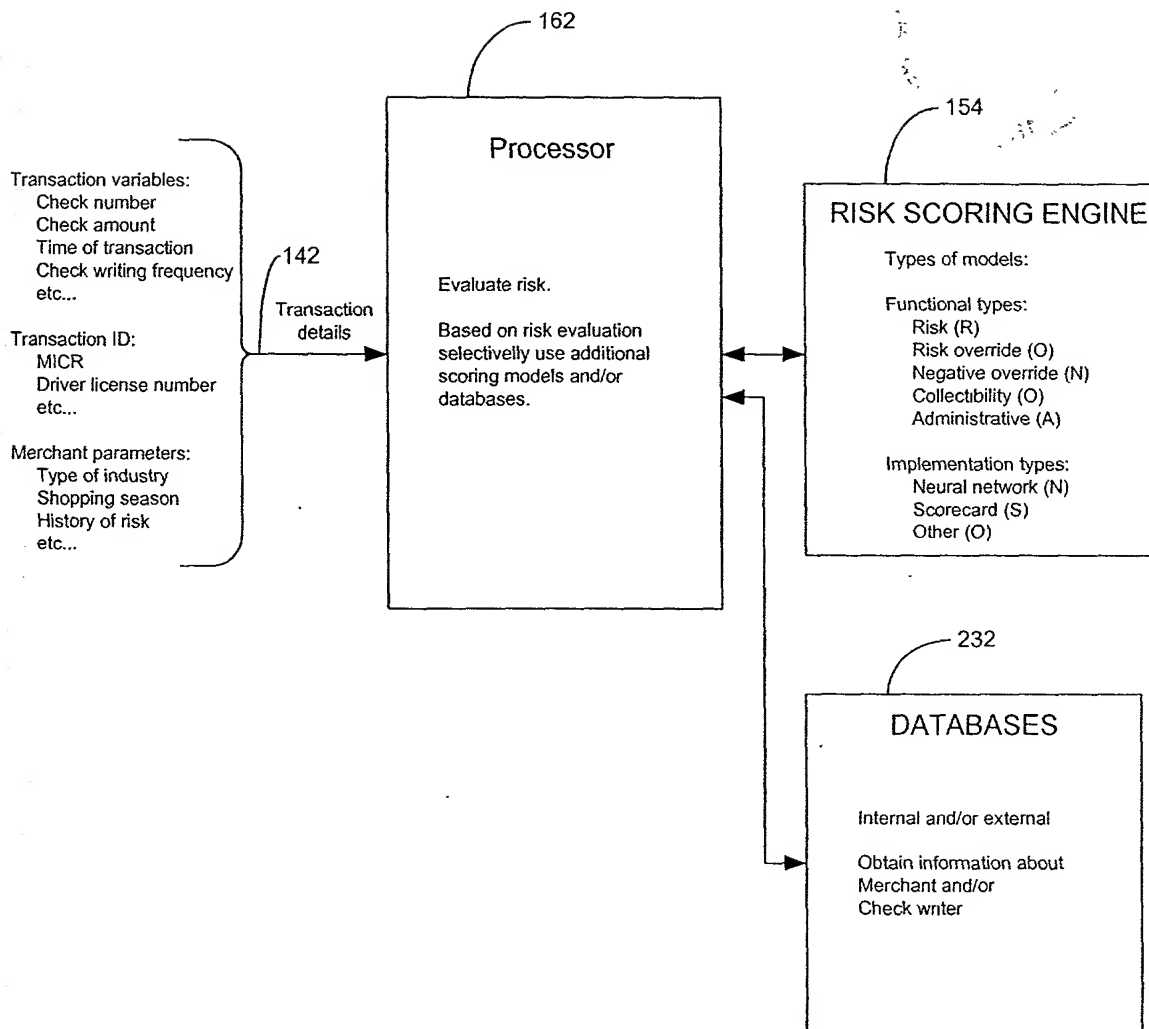 162
Processor
Evaluate risk.
Based on risk evaluation
selectivelly use additional
scoring models and/or
databases.
Transaction variables:
Check number
Check amount
Time of transaction
Check writing frequency
etc...
Transaction ID:
MICR
Driver license number
etc...
Merchant parameters:
Type of industry
Shopping season
History of risk
etc...
142
Transaction
details
154
RISK SCORING ENGINE
Types of models:
Functional types:
Risk (R)
Risk override (O)
Negative override (N)
Collectibility (O)
Administrative (A)
Implementation types:
Neural network (N)
Scorecard (S)
Other (O)
232
DATABASES
Internal and/or external
Obtain information about
Merchant and/or
Check writer